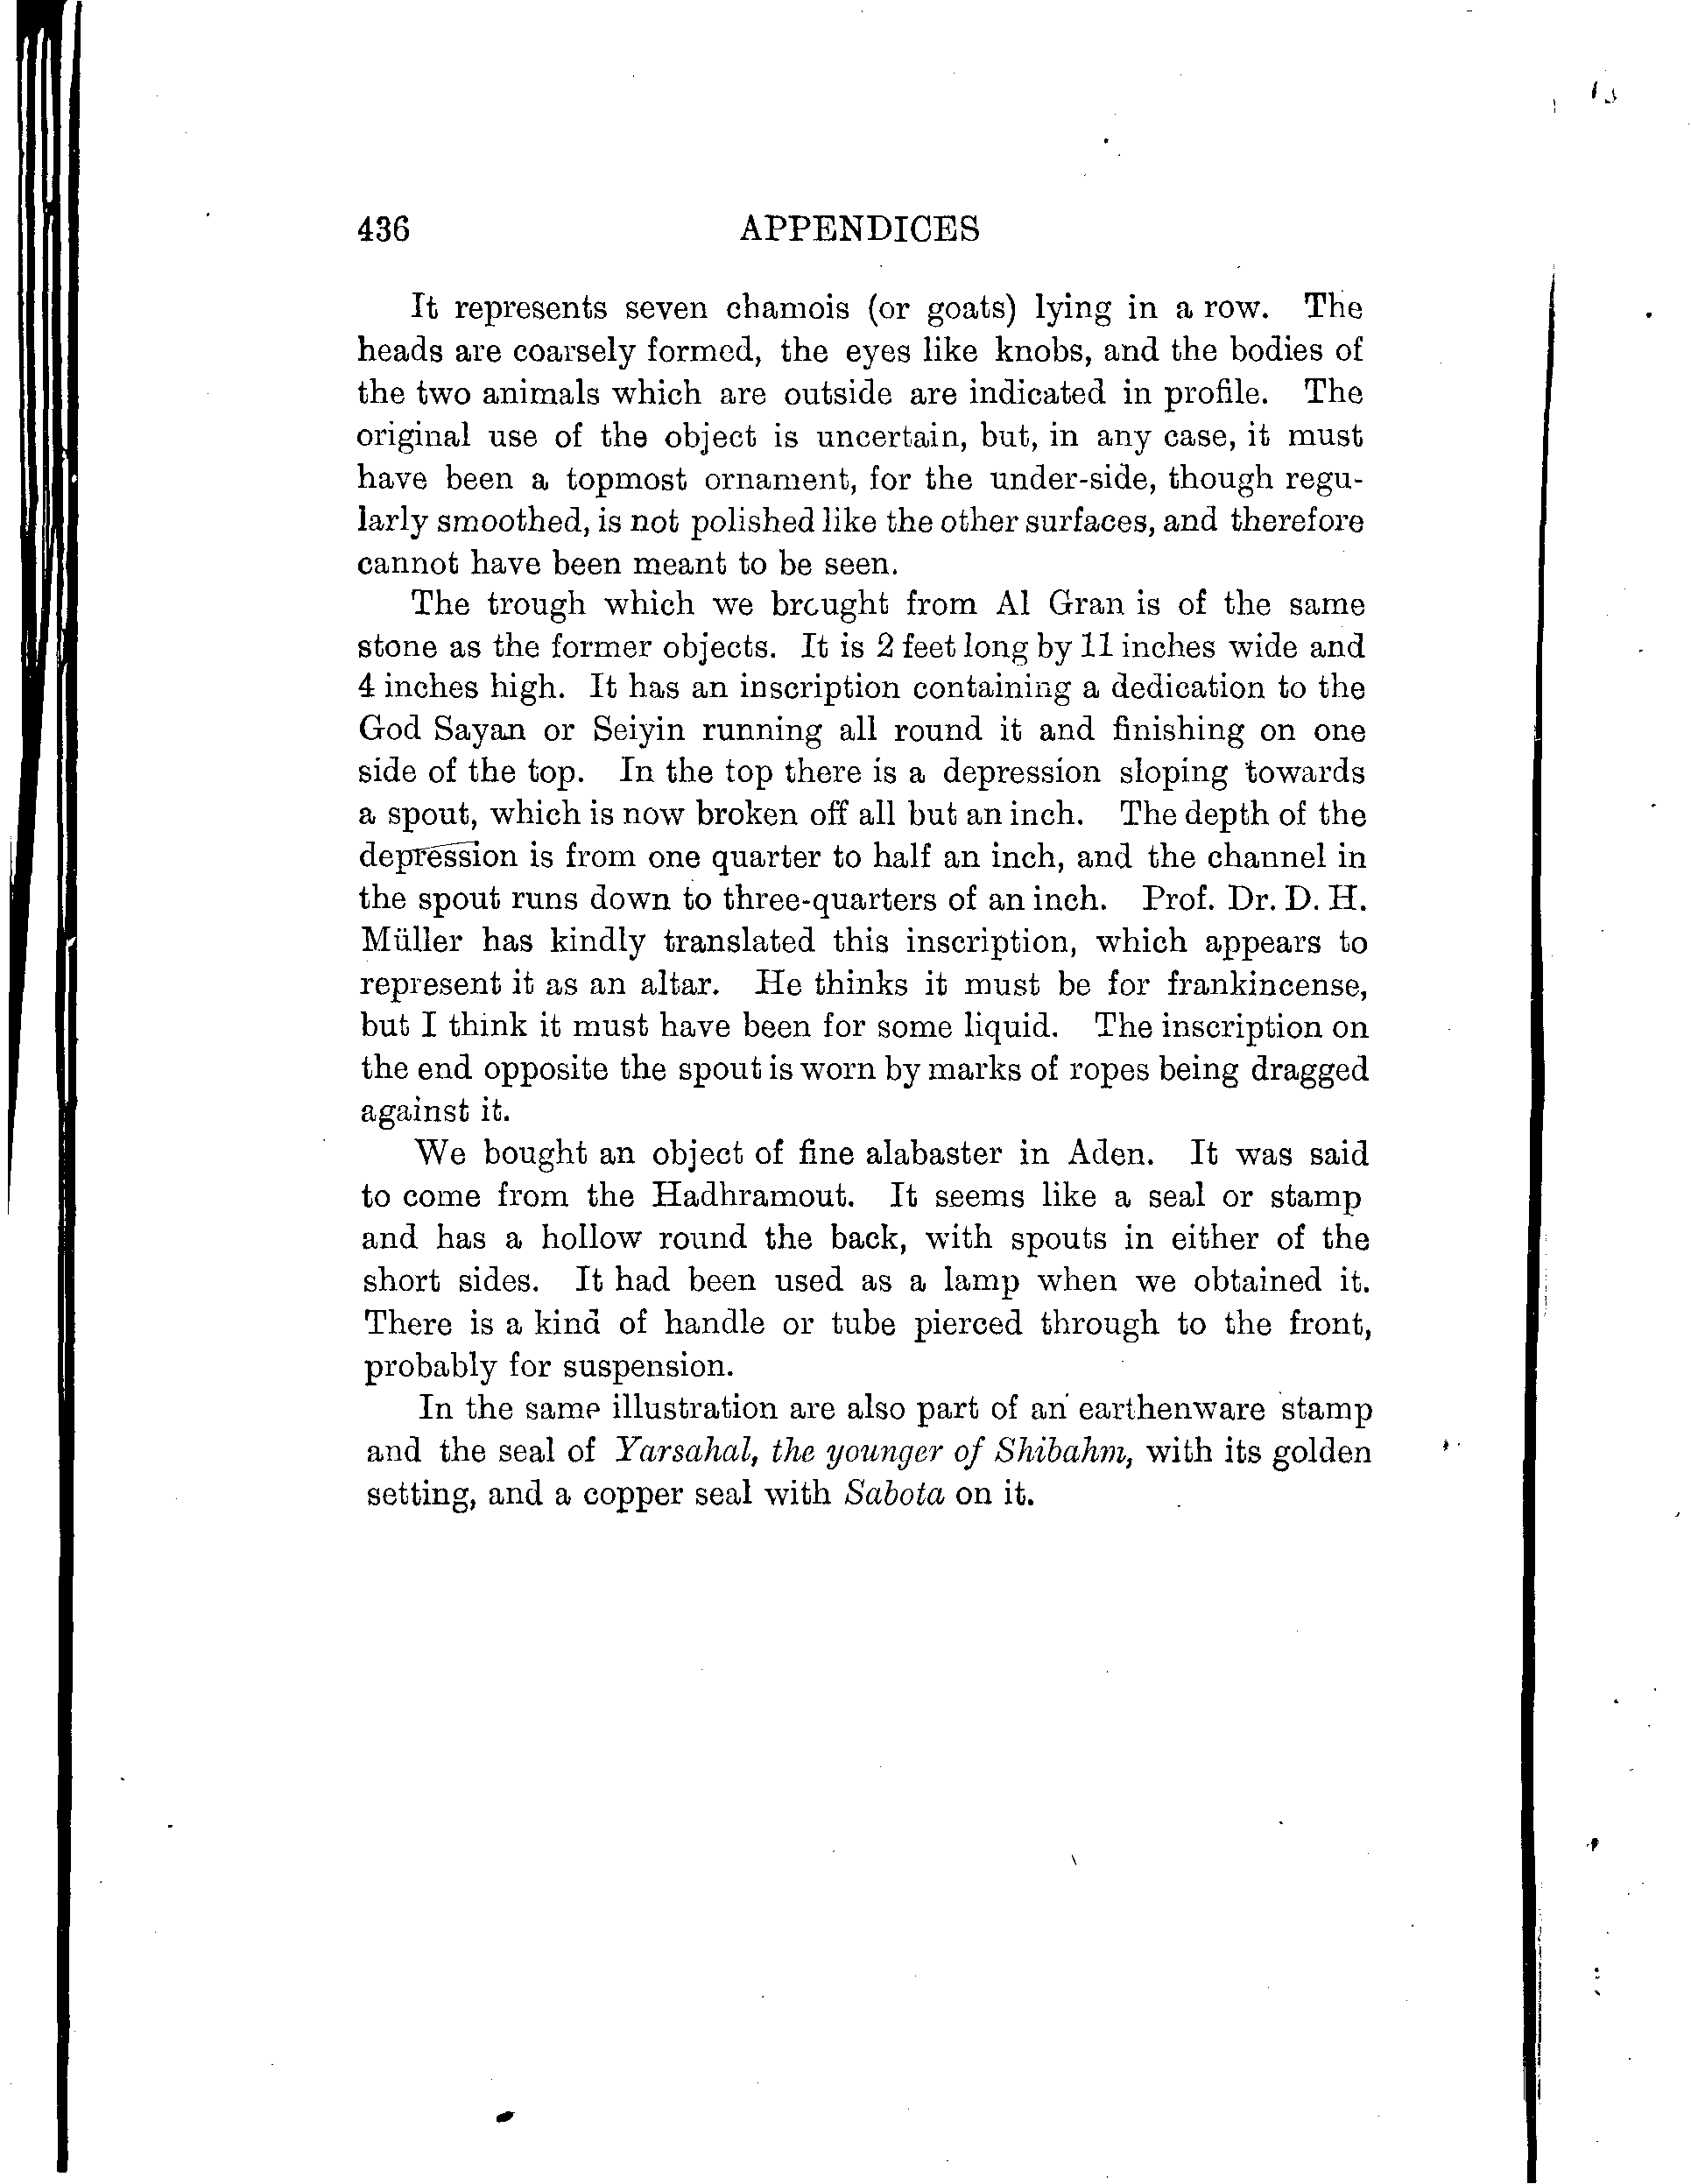 436 APPENDICES
It represents seven chamois (or goats) lying in a row. The
heads are coarsely formed, the eyes like knobs, and the bodies of
the two animals which are outside are indicated in profile. The
original use of the object is uncertain, but, in any case, it must
have been a topmost ornament, for the under-side, though regu-
larly smoothed, is not polished like the other surfaces, and therefore
cannot have been meant to be seen.
The trough which we brought from Al Gran is of the same
stone as the former objects. It is 2 feet long by 11 inches wide and
4 inches high. It has an inscription containing a dedication to the
God Sayan or Seiyin running all round it and finishing on one
side of the top. In the top there is a depression sloping towards
a spout, which is now broken off all but an inch. The depth of the
depression is from one quarter to half an inch, and the channel in
the spout runs down to three-quarters of an inch. Prof. Dr. D. H.
Müller has kindly translated this inscription, which appears to
represent it as an altar. He thinks it must be for frankincense,
but I think it must have been for some liquid. The inscription on
the end opposite the spout is worn by marks of ropes being dragged
against it.
We bought an object of fine alabaster in Aden. It was said
to come from the Hadhramout. It seems like a seal or stamp
and has a hollow round the back, with spouts in either of the
short sides. It had been used as a lamp when we obtained it.
There is a kind of handle or tube pierced through to the front,
probably for suspension.
In the same illustration are also part of an earthenware stamp
and the seal of Yarsahal, the younger of Shibahm, with its golden
setting, and a copper seal with Sabota on it.